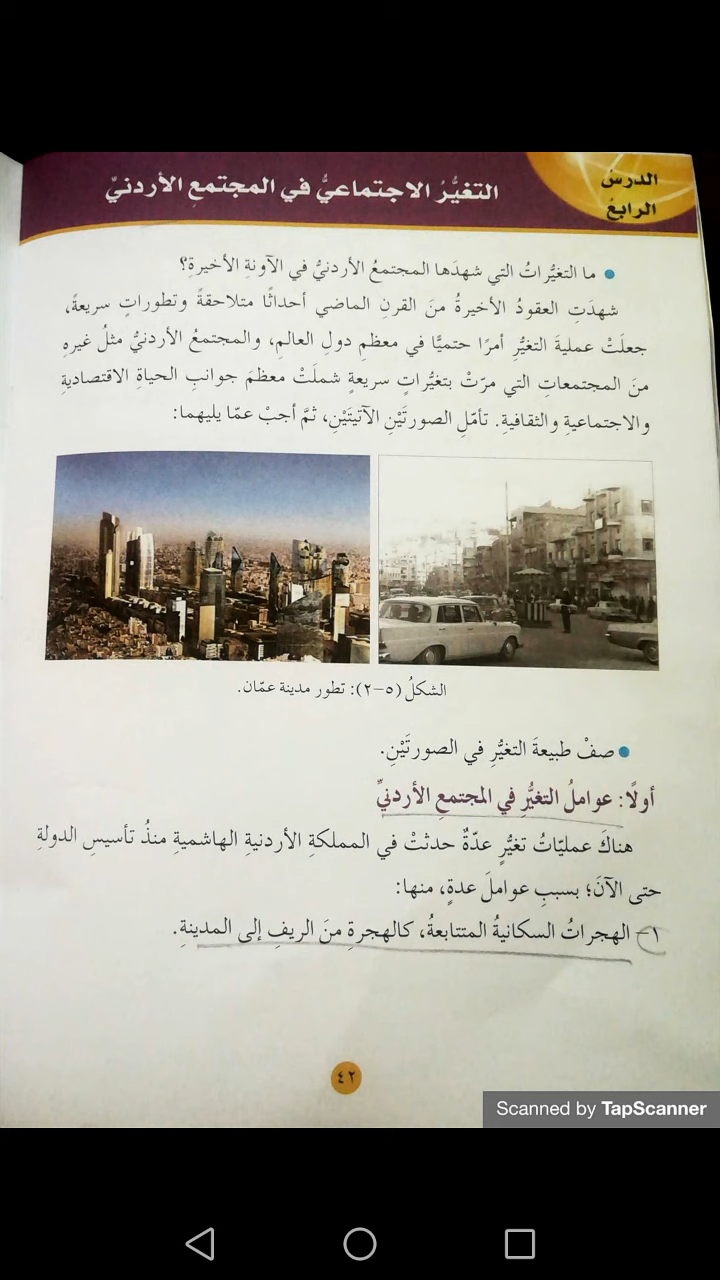 الدرسُ
الرابعُ
التغيُّرُ الاجتماعيُّ في المجتمعِ الأردنيِّ
ما التغيُّراتُ التي شهدَها المجتمعُ الأردنيُّ في الآونةِ الأخيرةِ؟
شهدَتِ العقودُ الأخيرةُ منَ القرنِ الماضي أحداثًا متلاحقةً وتطوراتٍ سريعةً،
جعلَتْ عمليةَ التغيُّرِ أمرًا حتميًّا في معظمِ دولِ العالمِ، والمجتمعُ الأردنيُّ مثلُ غيرِهِ
منَ المجتمعاتِ التي مرّتْ بتغيُّراتٍ سريعةٍ شملَتْ معظمَ جوانبِ الحياةِ الاقتصاديةِ
والاجتماعيةِ والثقافيةِ. تأمّلِ الصورتَيْنِ الآتيتَيْنِ، ثمَّ أجبْ عمّا يليهما:
الشكلُ (٥-٢): تطور مدينة عمّان.
صفْ طبيعةَ التغيُّرِ في الصورتَيْنِ.
أولًا: عواملُ التغيُّرِ في المجتمعِ الأردنيِّ
هناكَ عمليّاتُ تغيُّرٍ عدّةٌ حدثتْ في المملكةِ الأردنيةِ الهاشميةِ منذُ تأسيسِ الدولةِ
حتى الآنَ؛ بسببِ عواملَ عدةٍ، منها:
١- الهجراتُ السكانيةُ المتتابعةُ، كالهجرةِ منَ الريفِ إلى المدينةِ.
٤٢
Scanned by TapScanner